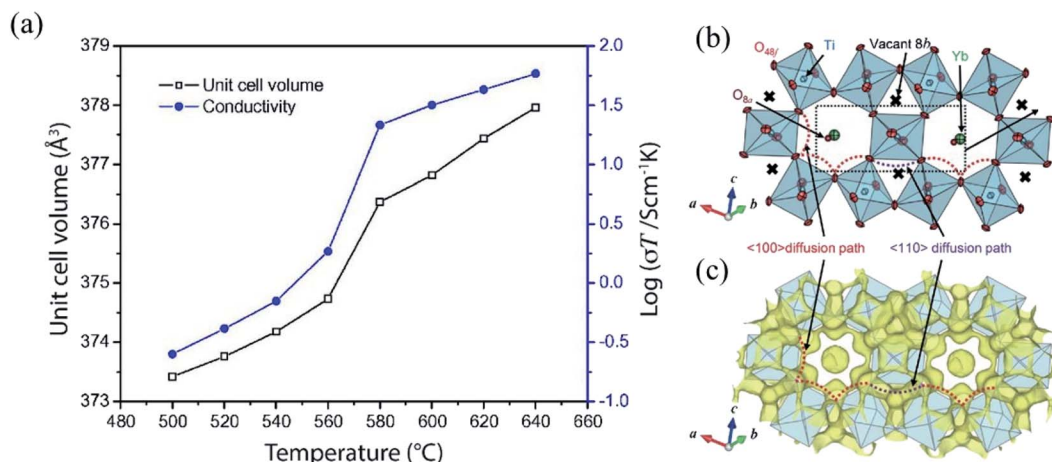 (a)
379
378
377
376
375
374
373
Unit cell volume (Å³)
Unit cell volume
Conductivity
2.0
1.5
1.0
0.5
0.0
-0.5
-1.0
Log (σT /Scm⁻¹K)
480 500 520 540 560 580 600 620 640 660
Temperature (°C)
(b)
O48f Ti Vacant 8b Yb
O8a
c
a b
<100>diffusion path <110> diffusion path
(c)
c
a b